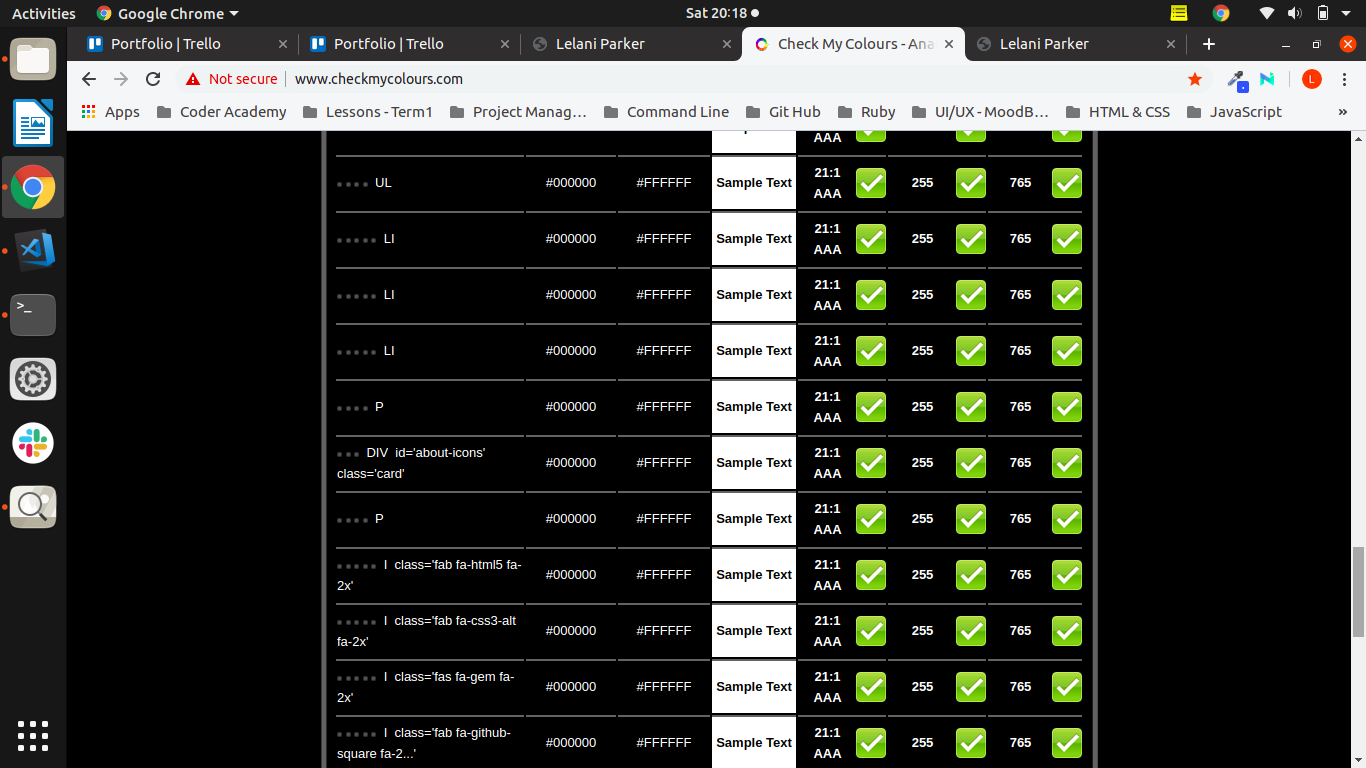 Activities Google Chrome Sat 20:18
Portfolio | Trello Portfolio | Trello Lelani Parker Check My Colours - Ana Lelani Parker
Not secure www.checkmycolours.com L
Apps Coder Academy Lessons - Term1 Project Manag... Command Line Git Hub Ruby UI/UX - MoodB... HTML & CSS JavaScript »
AAA
UL #000000 #FFFFFF Sample Text 21:1 AAA 255 765
LI #000000 #FFFFFF Sample Text 21:1 AAA 255 765
LI #000000 #FFFFFF Sample Text 21:1 AAA 255 765
LI #000000 #FFFFFF Sample Text 21:1 AAA 255 765
P #000000 #FFFFFF Sample Text 21:1 AAA 255 765
DIV id='about-icons'
class='card' #000000 #FFFFFF Sample Text 21:1 AAA 255 765
P #000000 #FFFFFF Sample Text 21:1 AAA 255 765
I class='fab fa-html5 fa-
2x' #000000 #FFFFFF Sample Text 21:1 AAA 255 765
I class='fab fa-css3-alt
fa-2x' #000000 #FFFFFF Sample Text 21:1 AAA 255 765
I class='fas fa-gem fa-
2x' #000000 #FFFFFF Sample Text 21:1 AAA 255 765
I class='fab fa-github-
square fa-2...' #000000 #FFFFFF Sample Text 21:1 AAA 255 765